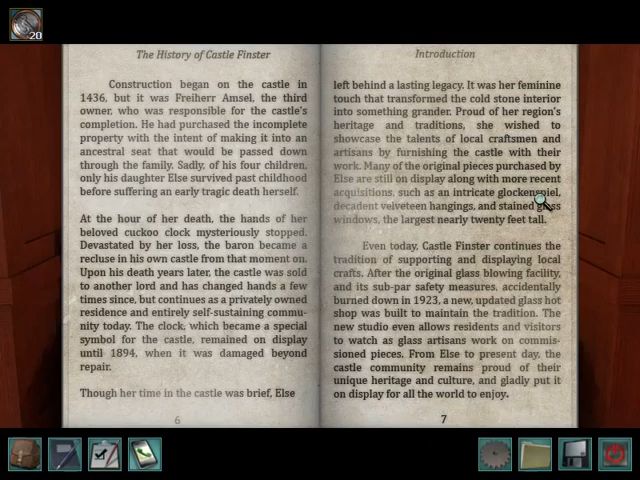 20
The History of Castle Finster
Construction began on the castle in
1436, but it was Freiherr Amsel, the third
owner, who was responsible for the castle's
completion. He had purchased the incomplete
property with the intent of making it into an
ancestral seat that would be passed down
through the family. Sadly, of his four children,
only his daughter Else survived past childhood
before suffering an early tragic death herself.
At the hour of her death, the hands of her
beloved cuckoo clock mysteriously stopped.
Devastated by her loss, the baron became a
recluse in his own castle from that moment on.
Upon his death years later, the castle was sold
to another lord and has changed hands a few
times since, but continues as a privately owned
residence and entirely self-sustaining commu-
nity today. The clock, which became a special
symbol for the castle, remained on display
until 1894, when it was damaged beyond
repair.
Though her time in the castle was brief, Else
6
Introduction
left behind a lasting legacy. It was her feminine
touch that transformed the cold stone interior
into something grander. Proud of her region's
heritage and traditions, she wished to
showcase the talents of local craftsmen and
artisans by furnishing the castle with their
work. Many of the original pieces purchased by
Else are still on display along with more recent
acquisitions, such as an intricate glockenspiel,
decadent velveteen hangings, and stained glass
windows, the largest nearly twenty feet tall.
Even today, Castle Finster continues the
tradition of supporting and displaying local
crafts. After the original glass blowing facility,
and its sub-par safety measures, accidentally
burned down in 1923, a new, updated glass hot
shop was built to maintain the tradition. The
new studio even allows residents and visitors
to watch as glass artisans work on commis-
sioned pieces. From Else to present day, the
castle community remains proud of their
unique heritage and culture, and gladly put it
on display for all the world to enjoy.
7